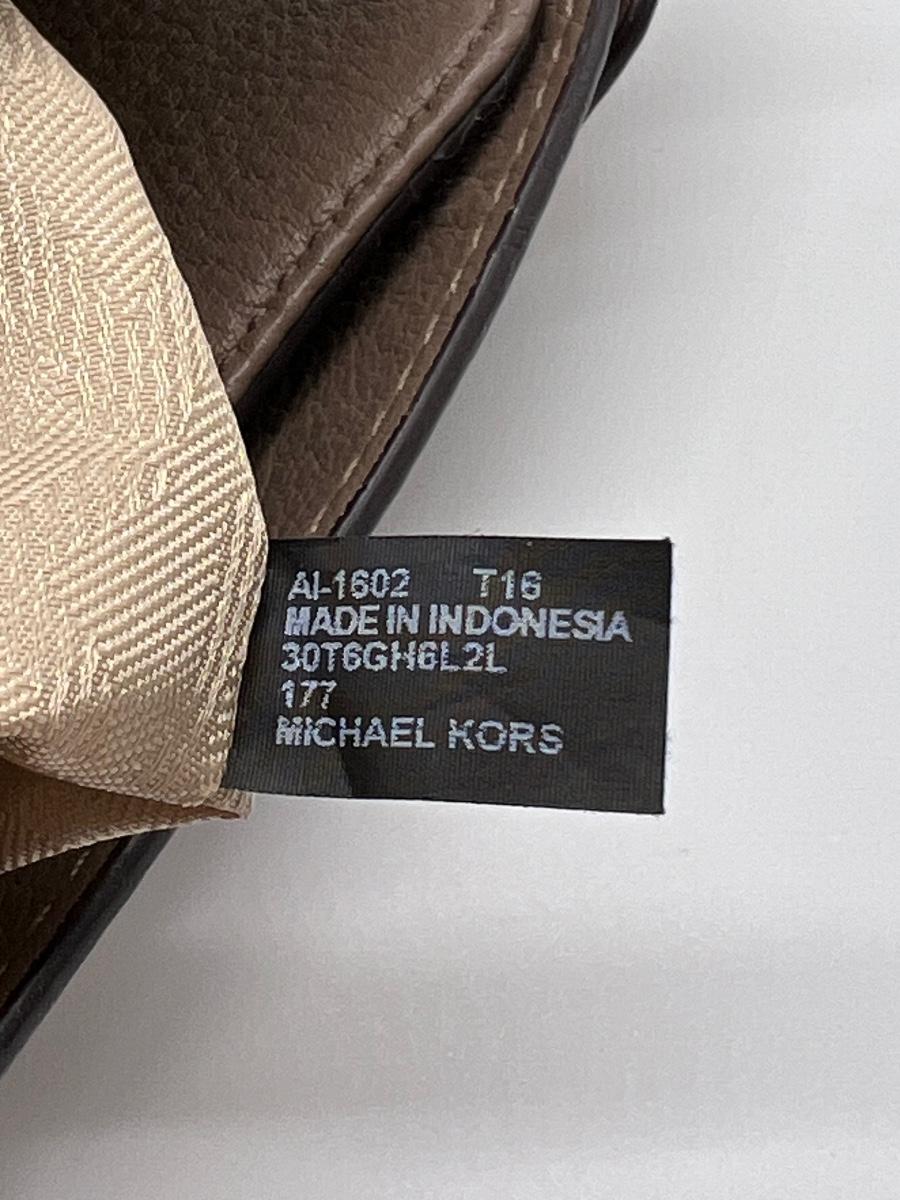 AI-1602 T16
MADE IN INDONESIA
30T6GH6L2L
177
MICHAEL KORS